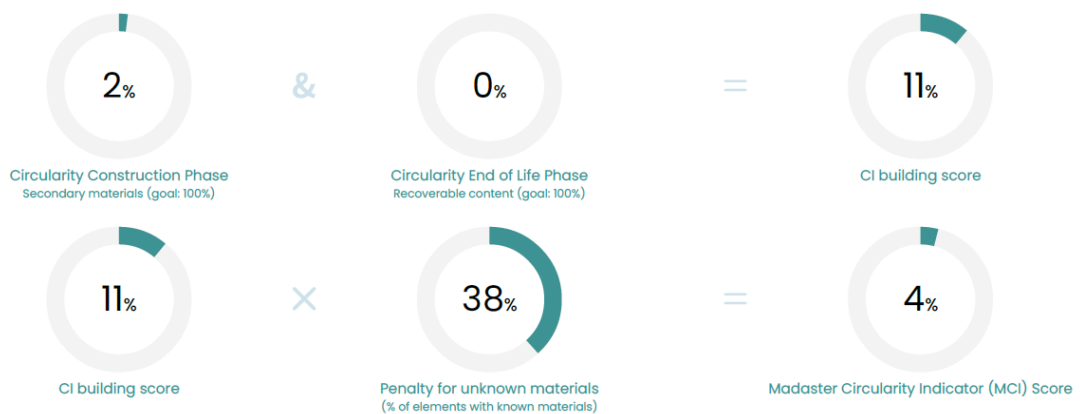 2%
&
0%
=
11%
Circularity Construction Phase
Secondary materials (goal: 100%)
Circularity End of Life Phase
Recoverable content (goal: 100%)
CI building score
11%
×
38%
=
4%
CI building score
Penalty for unknown materials
(% of elements with known materials)
Madaster Circularity Indicator (MCI) Score